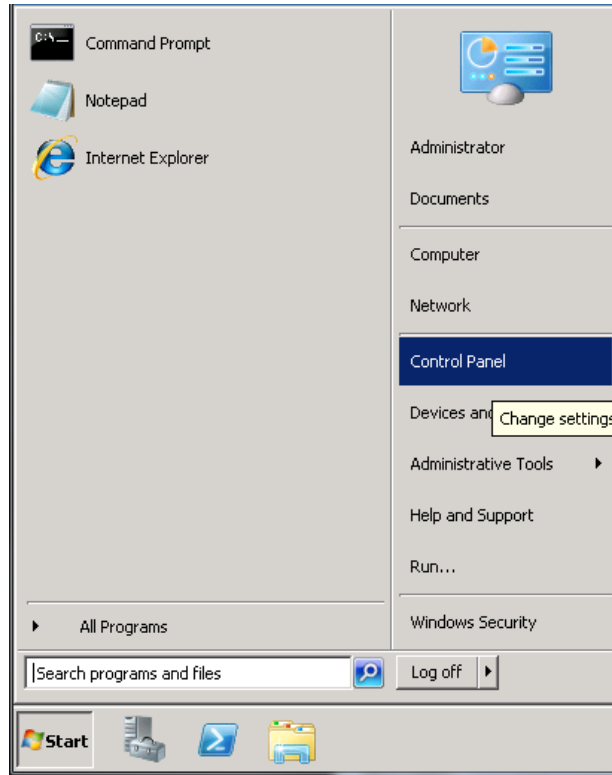 C:\_
Command Prompt
Notepad
Internet Explorer
All Programs
Search programs and files
Administrator
Documents
Computer
Network
Control Panel
Devices and
Change settings
Administrative Tools
Help and Support
Run...
Windows Security
Log off
Start